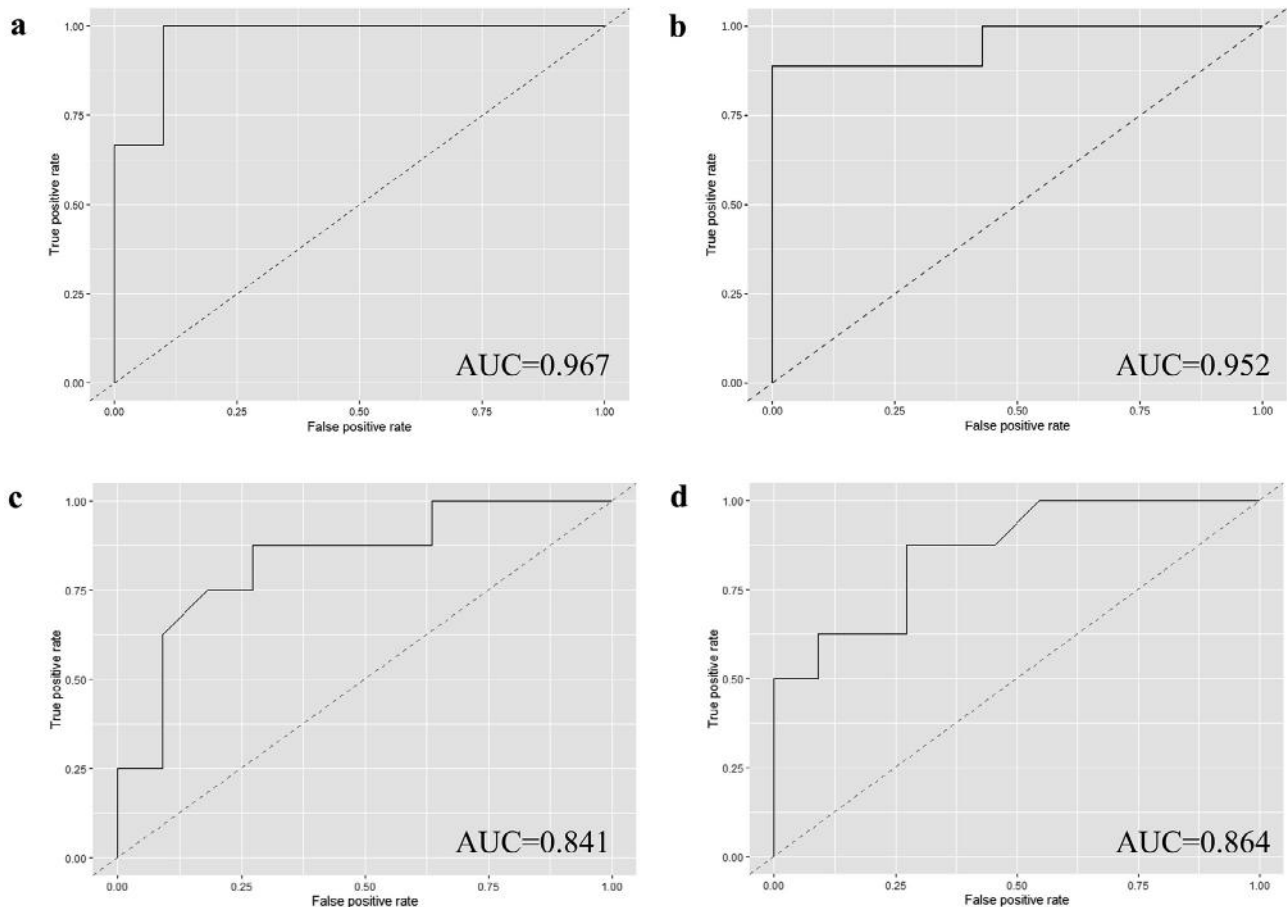 a
1.00
0.75
0.50
0.25
0.00
True positive rate
AUC=0.967
0.00 0.25 0.50 0.75 1.00
False positive rate
b
1.00
0.75
0.50
0.25
0.00
True positive rate
AUC=0.952
0.00 0.25 0.50 0.75 1.00
False positive rate
c
1.00
0.75
0.50
0.25
0.00
True positive rate
AUC=0.841
0.00 0.25 0.50 0.75 1.00
False positive rate
d
1.00
0.75
0.50
0.25
0.00
True positive rate
AUC=0.864
0.00 0.25 0.50 0.75 1.00
False positive rate